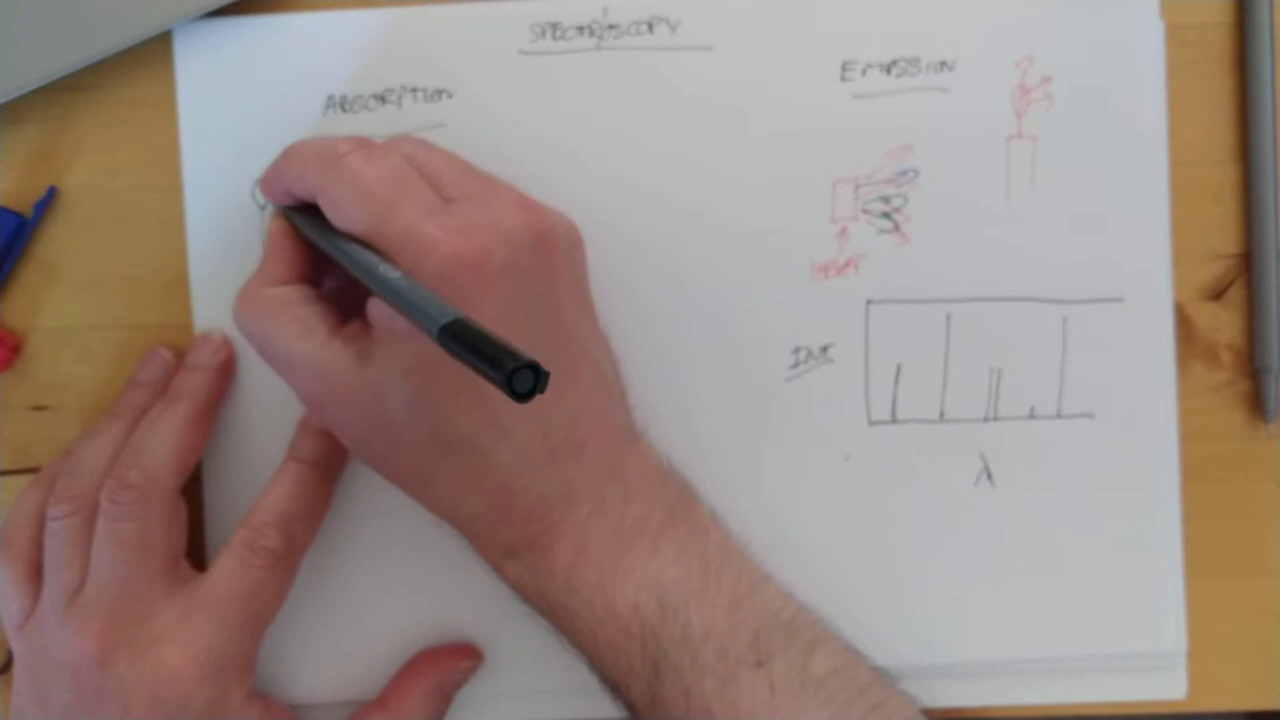 SPECTROSCOPY
EMISSION
ABSORPTION
HEAT
INT
λ